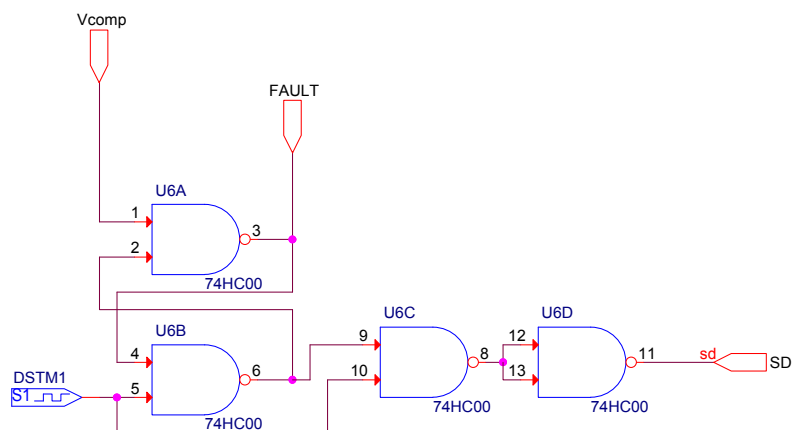 Vcomp
FAULT
U6A
1
2
3
74HC00
U6B
4
5
6
74HC00
DSTM1
S1
U6C
9
10
8
74HC00
U6D
12
13
11
74HC00
sd
SD